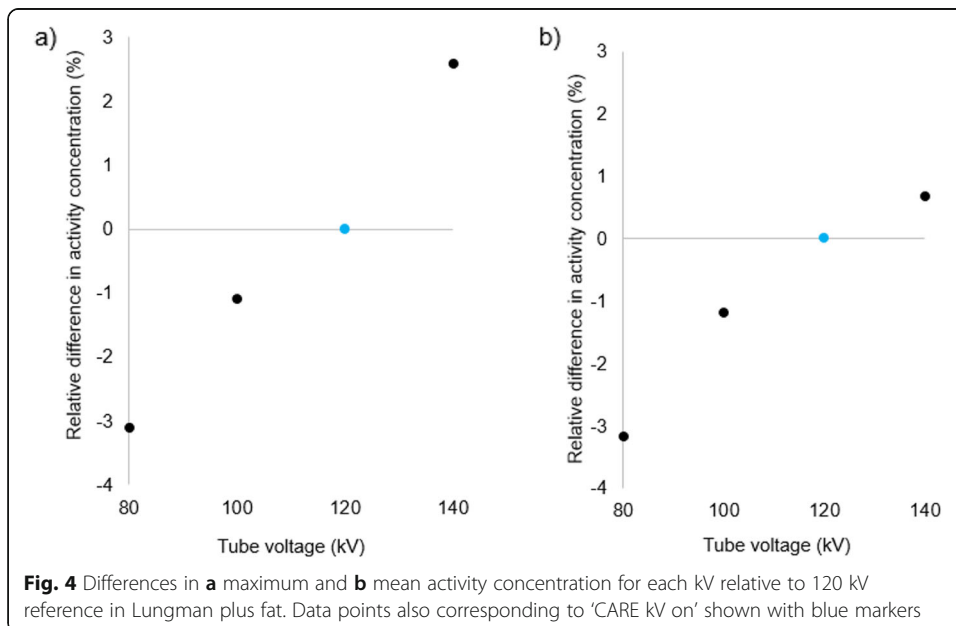 a)
Relative difference in activity concentration (%)
3
2
1
0
-1
-2
-3
-4
80 100 120 140
Tube voltage (kV)
b)
Relative difference in activity concentration (%)
3
2
1
0
-1
-2
-3
-4
80 100 120 140
Tube voltage (kV)
Fig. 4 Differences in a maximum and b mean activity concentration for each kV relative to 120 kV
reference in Lungman plus fat. Data points also corresponding to ‘CARE kV on’ shown with blue markers